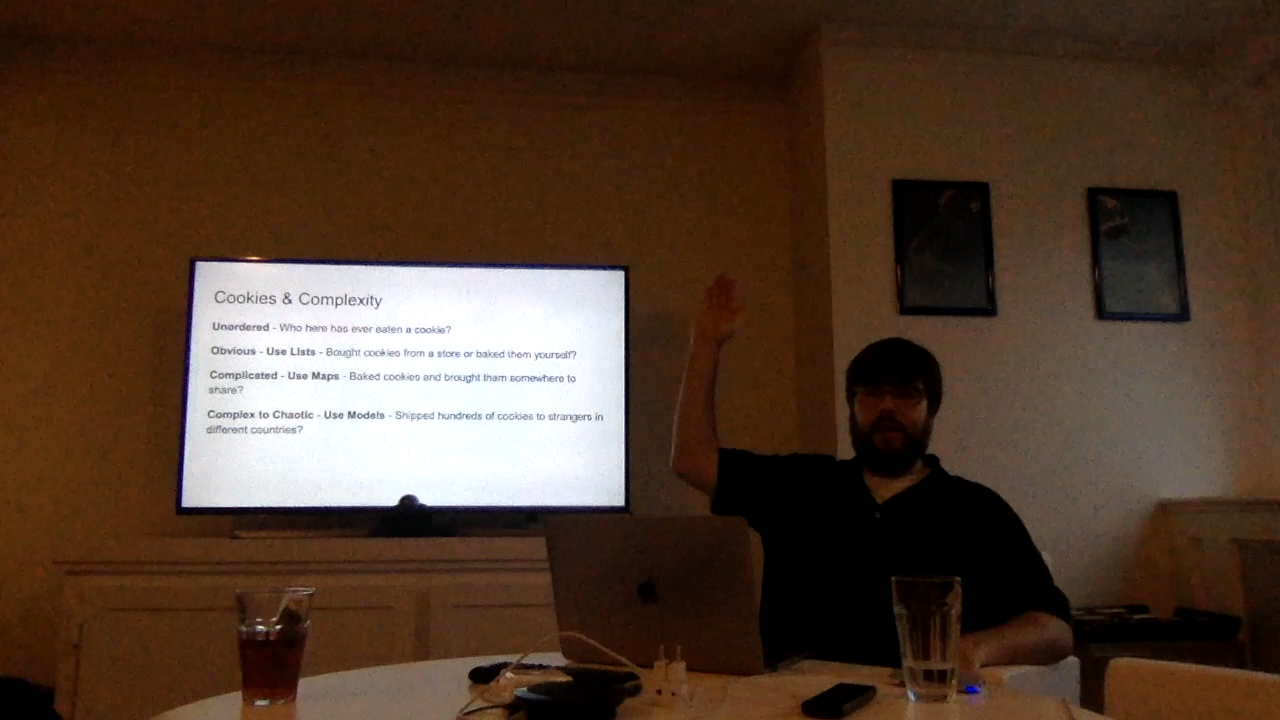 Cookies & Complexity
Unordered - Who here has ever eaten a cookie?
Obvious - Use Lists - Bought cookies from a store or baked them yourself?
Complicated - Use Maps - Baked cookies and brought them somewhere to
share?
Complex to Chaotic - Use Models - Shipped hundreds of cookies to strangers in
different countries?